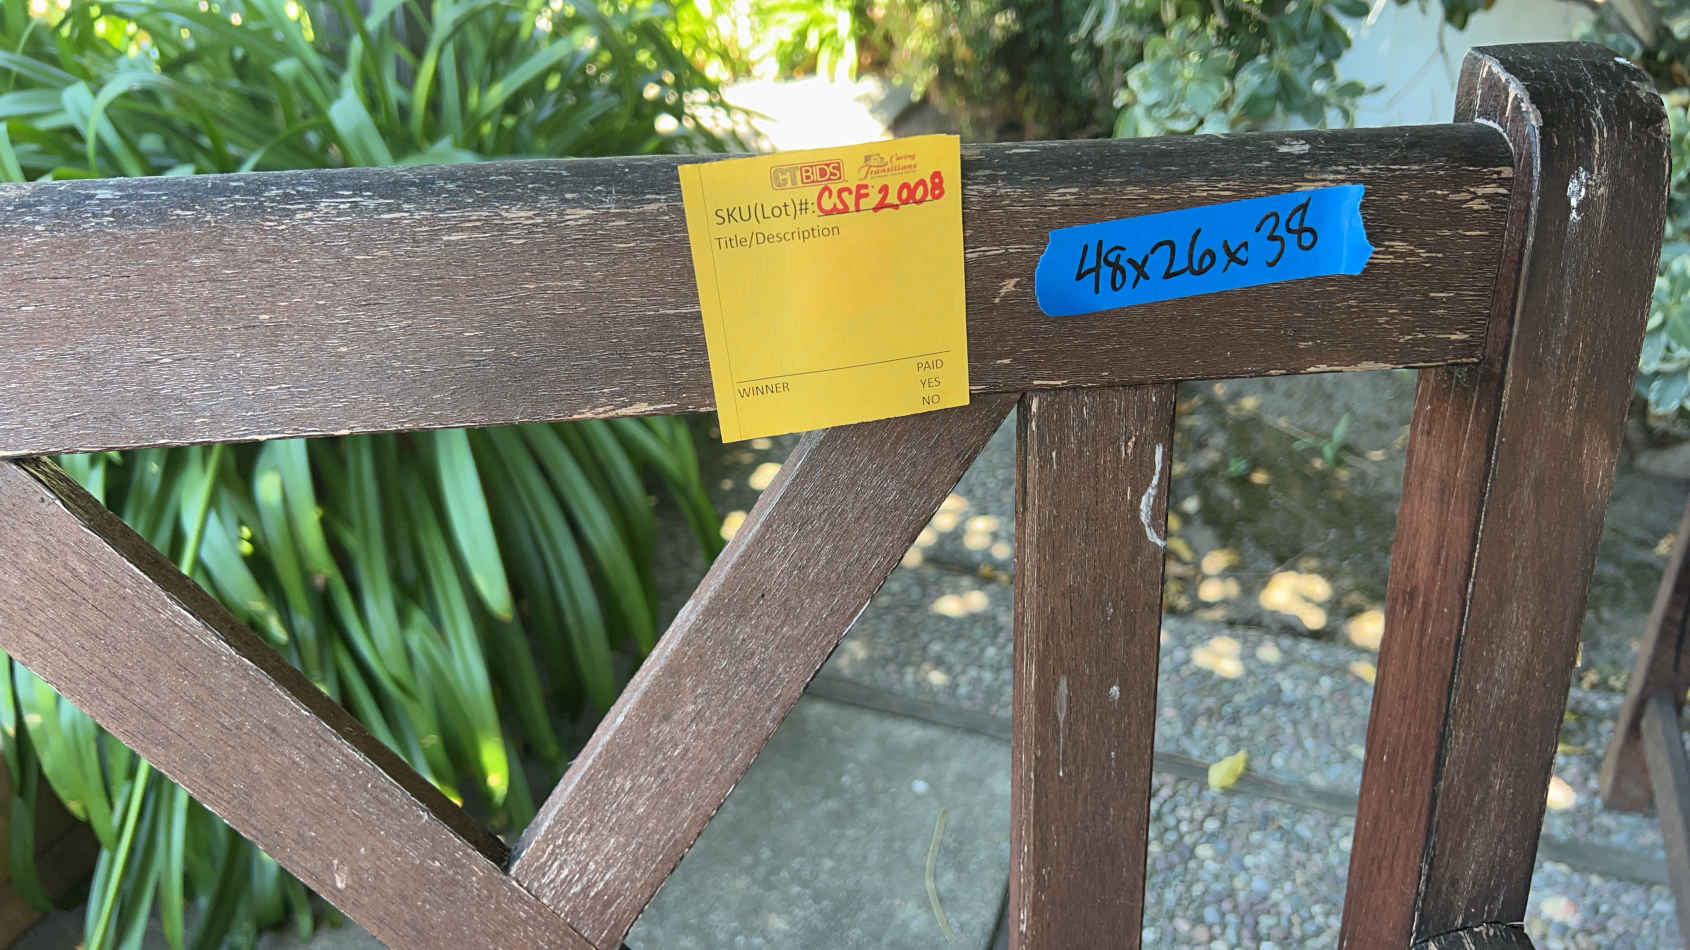 CTBIDS Caring Transitions
SKU(Lot)#: CSF2008
Title/Description
WINNER
PAID
YES
NO
48x26x38